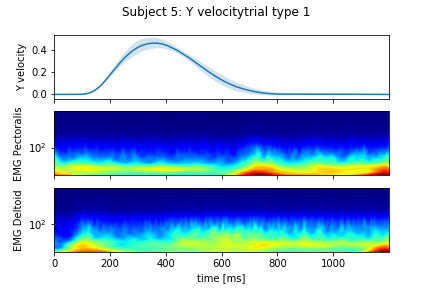 Subject 5: Y velocitytrial type 1
Y velocity
0.4
0.2
0.0
EMG Pectoralis
10²
EMG Deltoid
10²
0 200 400 600 800 1000
time [ms]